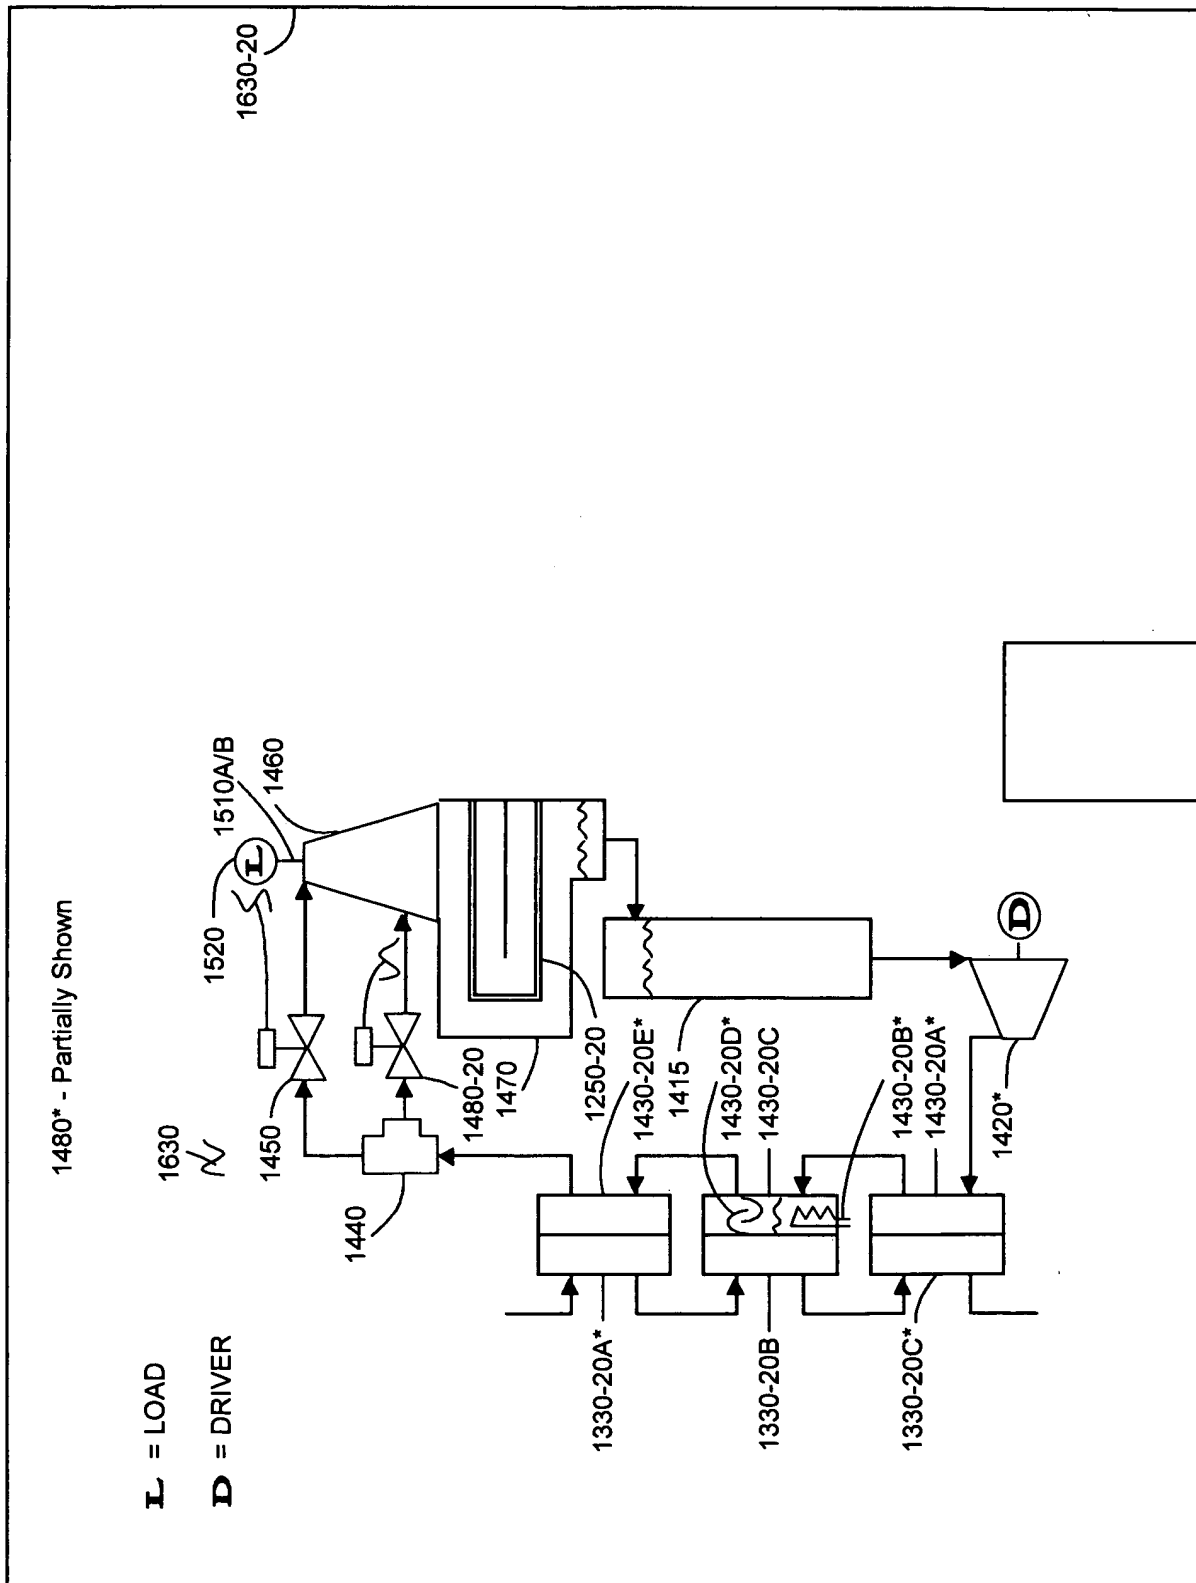 1480* - Partially Shown
L = LOAD
D = DRIVER
1630
1630-20
1520
1510A/B
1460
1450
1440
1480-20
1470
1250-20
1415
L
1430-20E*
1430-20D*
1430-20C
1430-20B*
1430-20A*
1330-20A*
1330-20B
1330-20C*
1420*
D